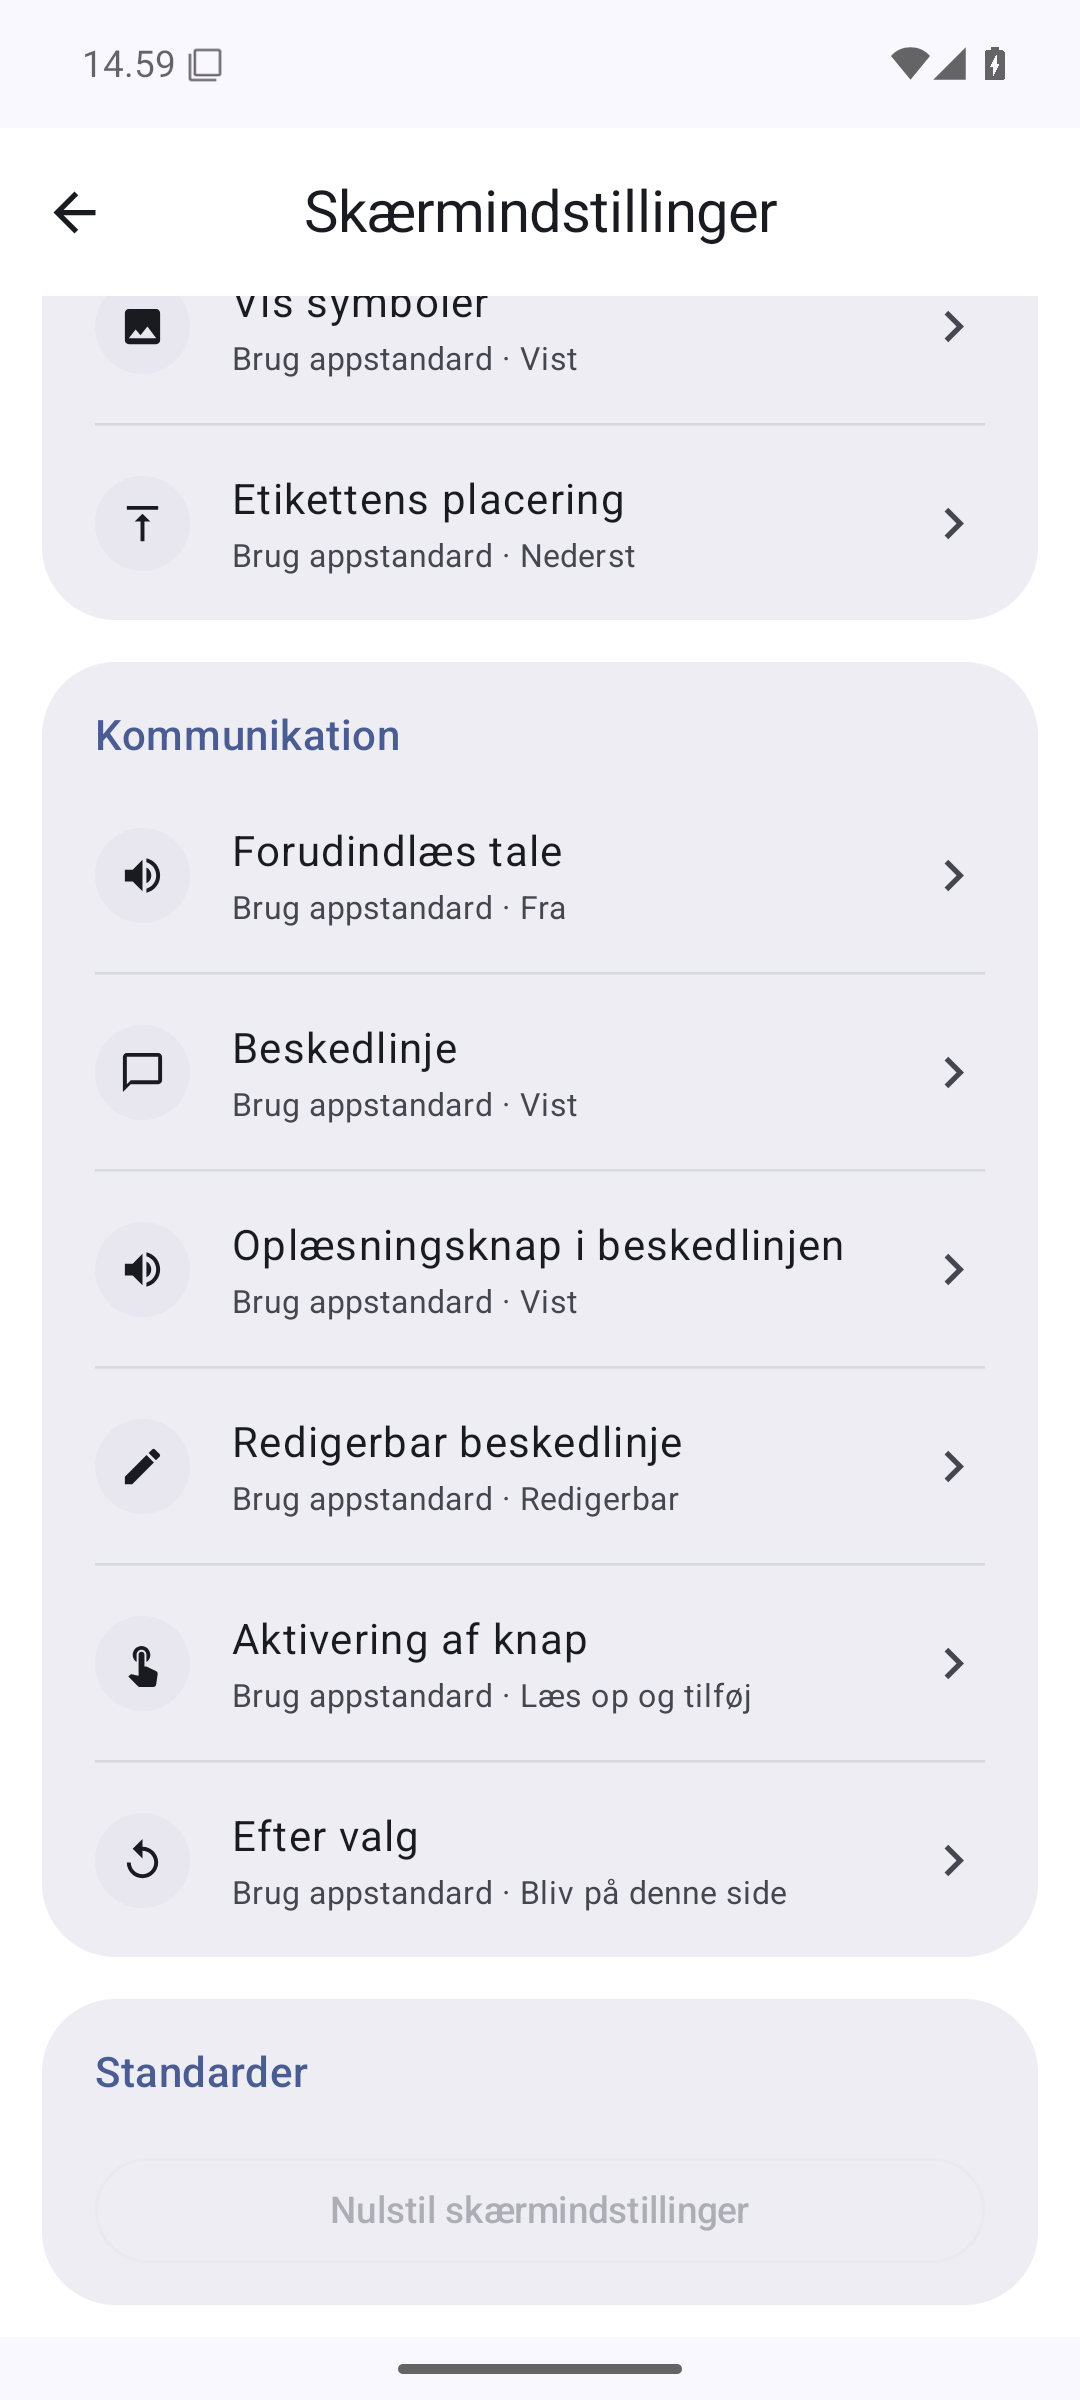 14.59
Skærmindstillinger
Vis symboler
Brug appstandard · Vist
Etikettens placering
Brug appstandard · Nederst
Kommunikation
Forudindlæs tale
Brug appstandard · Fra
Beskedlinje
Brug appstandard · Vist
Oplæsningsknap i beskedlinjen
Brug appstandard · Vist
Redigerbar beskedlinje
Brug appstandard · Redigerbar
Aktivering af knap
Brug appstandard · Læs op og tilføj
Efter valg
Brug appstandard · Bliv på denne side
Standarder
Nulstil skærmindstillinger